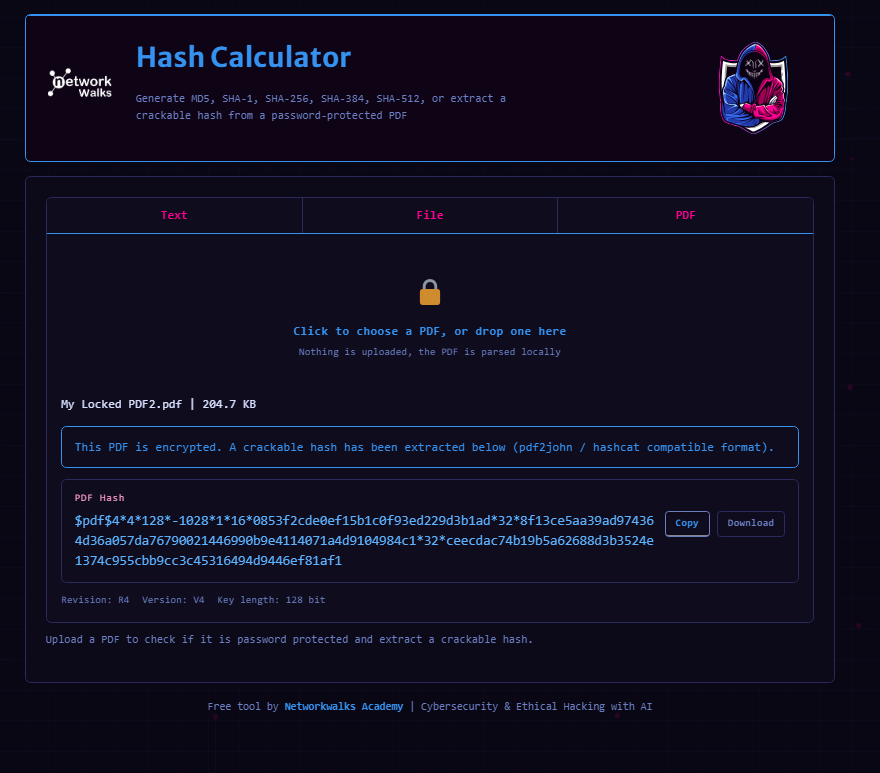 network
Walks
Hash Calculator
Generate MD5, SHA-1, SHA-256, SHA-384, SHA-512, or extract a
crackable hash from a password-protected PDF
Text
File
PDF
Click to choose a PDF, or drop one here
Nothing is uploaded, the PDF is parsed locally
My Locked PDF2.pdf | 204.7 KB
This PDF is encrypted. A crackable hash has been extracted below (pdf2john / hashcat compatible format).
PDF Hash
$pdf$4*4*128*-1028*1*16*0853f2cde0ef15b1c0f93ed229d3b1ad*32*8f13ce5aa39ad97436
4d36a057da76790021446990b9e4114071a4d9104984c1*32*ceecdac74b19b5a62688d3b3524e
1374c955cbb9cc3c45316494d9446ef81af1
Copy
Download
Revision: R4 Version: V4 Key length: 128 bit
Upload a PDF to check if it is password protected and extract a crackable hash.
Free tool by Networkwalks Academy | Cybersecurity & Ethical Hacking with AI